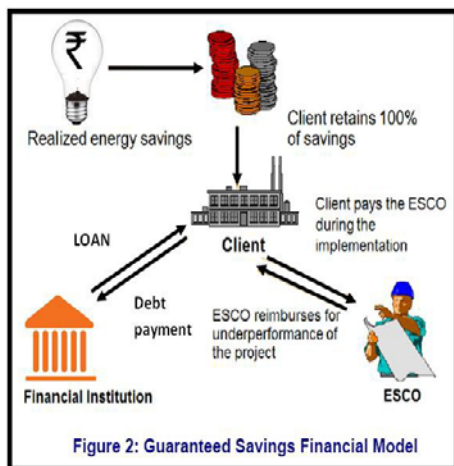 ₹
Realized energy savings
Client retains 100%
of savings
Client pays the ESCO
during the
implementation
Client
LOAN
Debt
payment
ESCO reimburses for
underperformance of
the project
Financial Institution
ESCO
Figure 2: Guaranteed Savings Financial Model